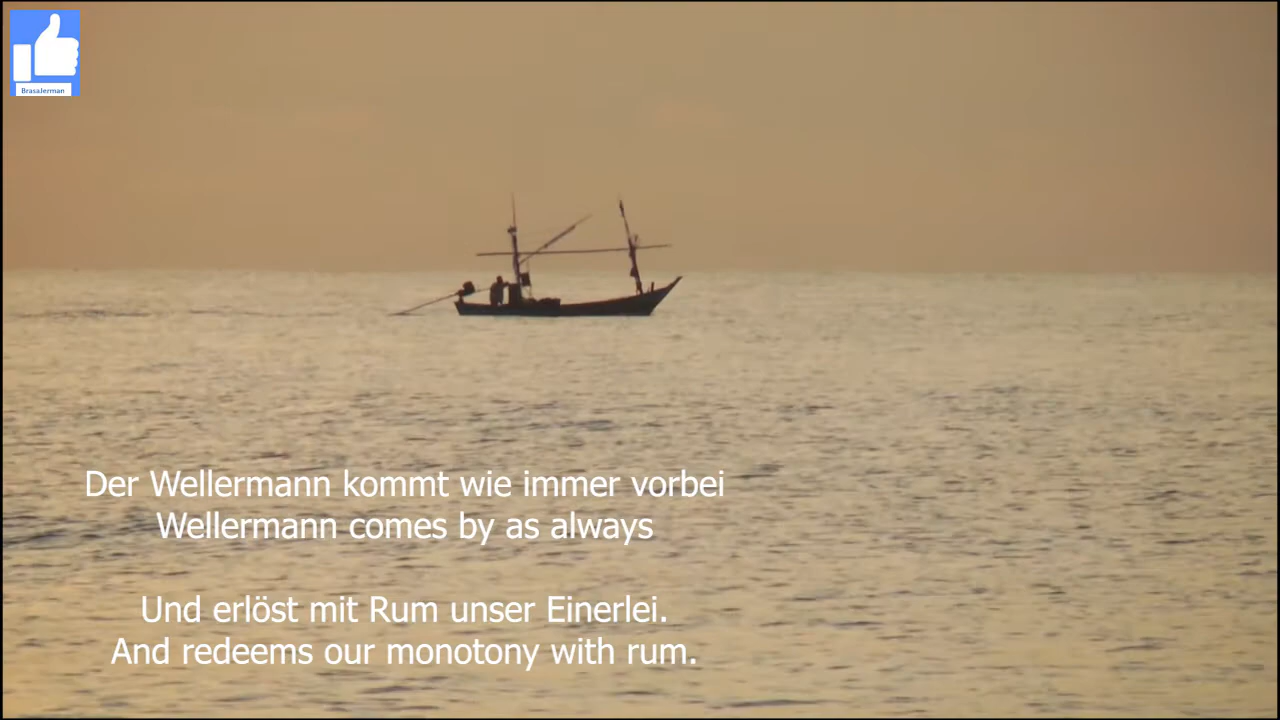 BrasaJerman
Der Wellermann kommt wie immer vorbei
Wellermann comes by as always
Und erlöst mit Rum unser Einerlei.
And redeems our monotony with rum.